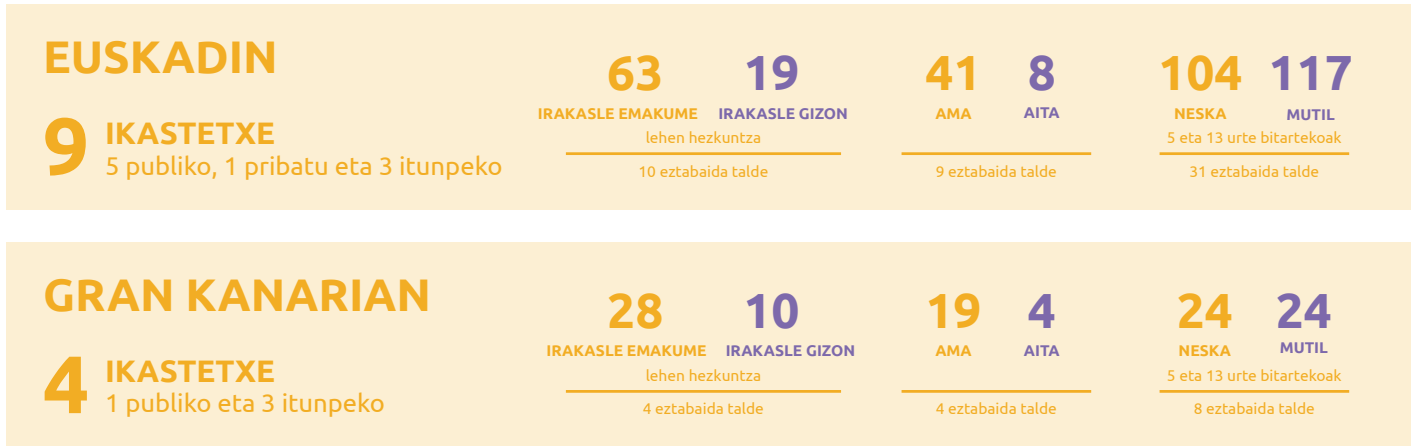 EUSKADIN
9 IKASTETXE
5 publiko, 1 pribatu eta 3 itunpeko
63 19
IRAKASLE EMAKUME IRAKASLE GIZON
lehen hezkuntza
10 eztabaida talde
41 8
AMA AITA
9 eztabaida talde
104 117
NESKA MUTIL
5 eta 13 urte bitartekoak
31 eztabaida talde
GRAN KANARIAN
4 IKASTETXE
1 publiko eta 3 itunpeko
28 10
IRAKASLE EMAKUME IRAKASLE GIZON
lehen hezkuntza
4 eztabaida talde
19 4
AMA AITA
4 eztabaida talde
24 24
NESKA MUTIL
5 eta 13 urte bitartekoak
8 eztabaida talde